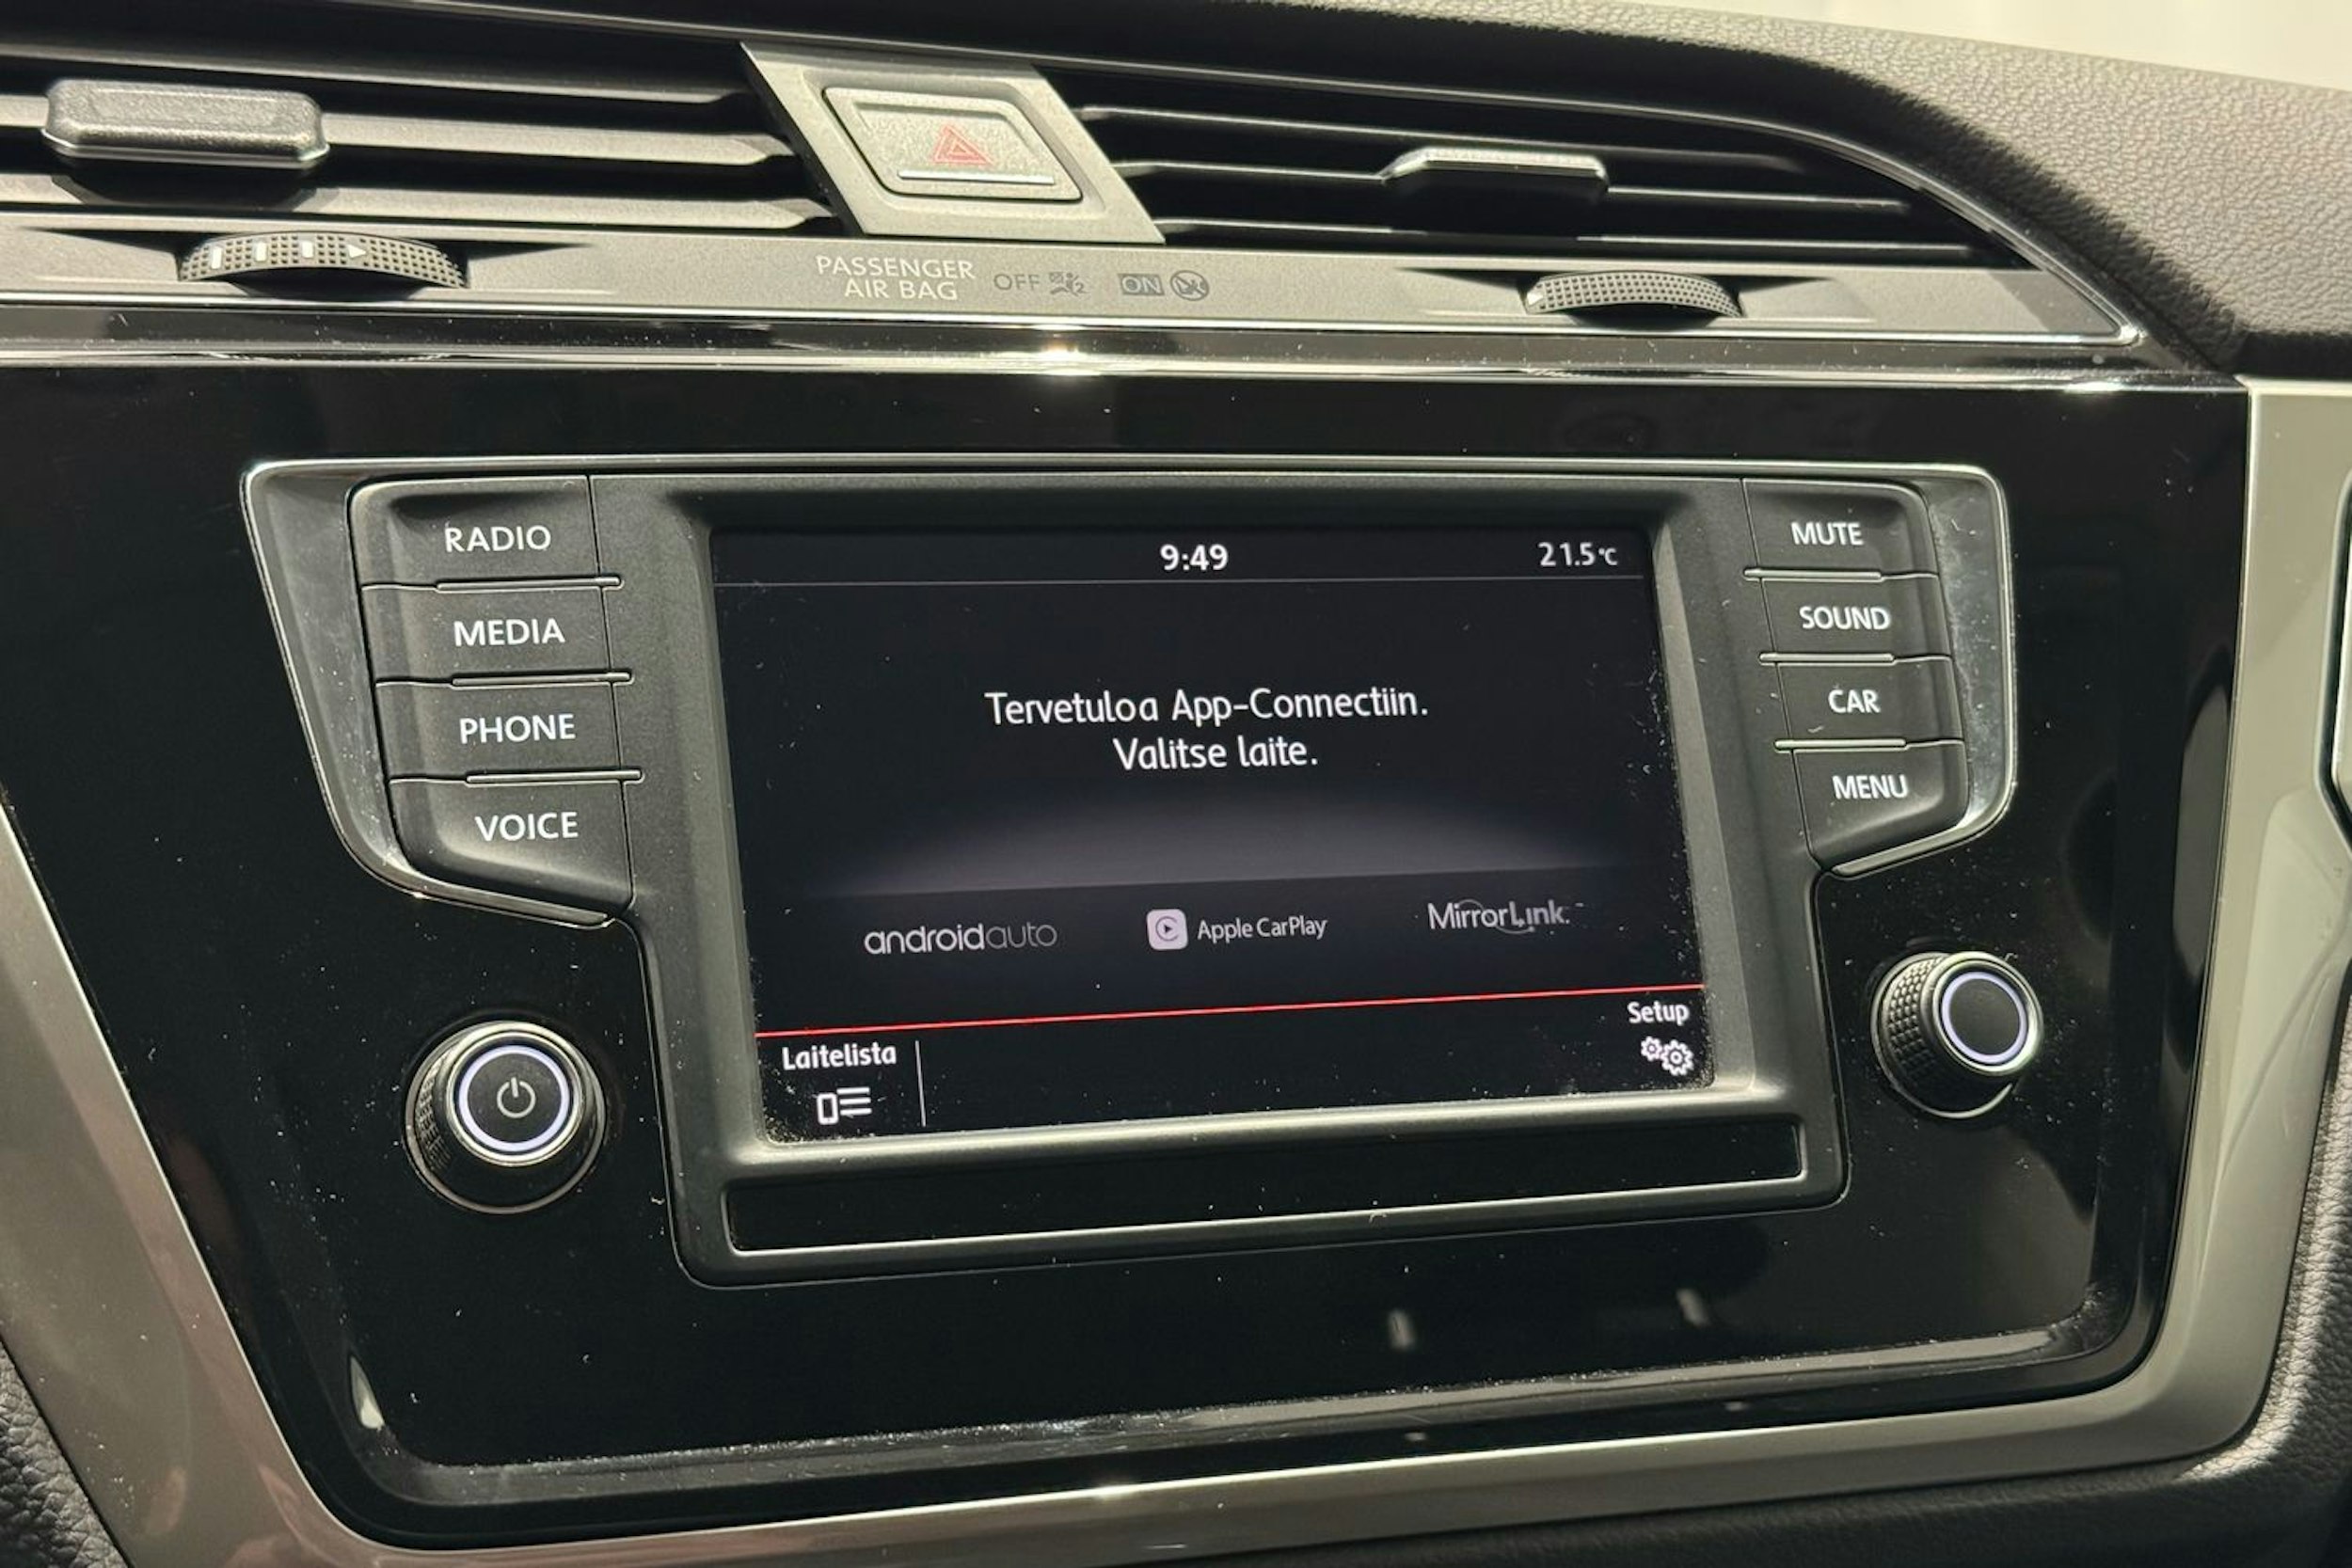 PASSENGER
AIR BAG
OFF
2
ON
RADIO
MEDIA
PHONE
VOICE
9:49
21.5°C
Tervetuloa App-Connectiin.
Valitse laite.
androidauto
Apple CarPlay
MirrorLink
Laitelista
Setup
MUTE
SOUND
CAR
MENU